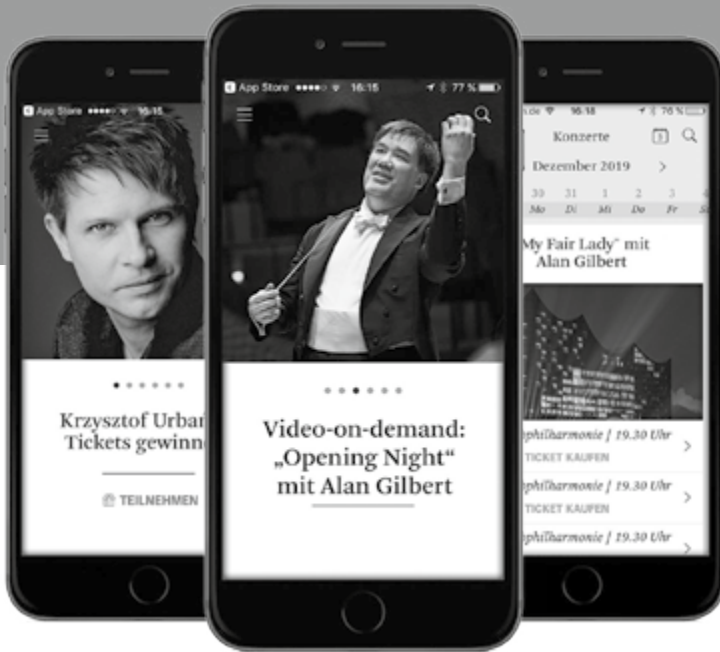 App Store 16:15
Krzysztof Urbań
Tickets gewinn
TEILNEHMEN
App Store 16:15 77 %
Video-on-demand:
„Opening Night“
mit Alan Gilbert
16:18 76 %
Konzerte
Dezember 2019
30 31 1 2 3 4
Mo Di Mi Do Fr
My Fair Lady" mit
Alan Gilbert
philharmonie | 19.30 Uhr
TICKET KAUFEN
philharmonie | 19.30 Uhr
TICKET KAUFEN
philharmonie | 19.30 Uhr